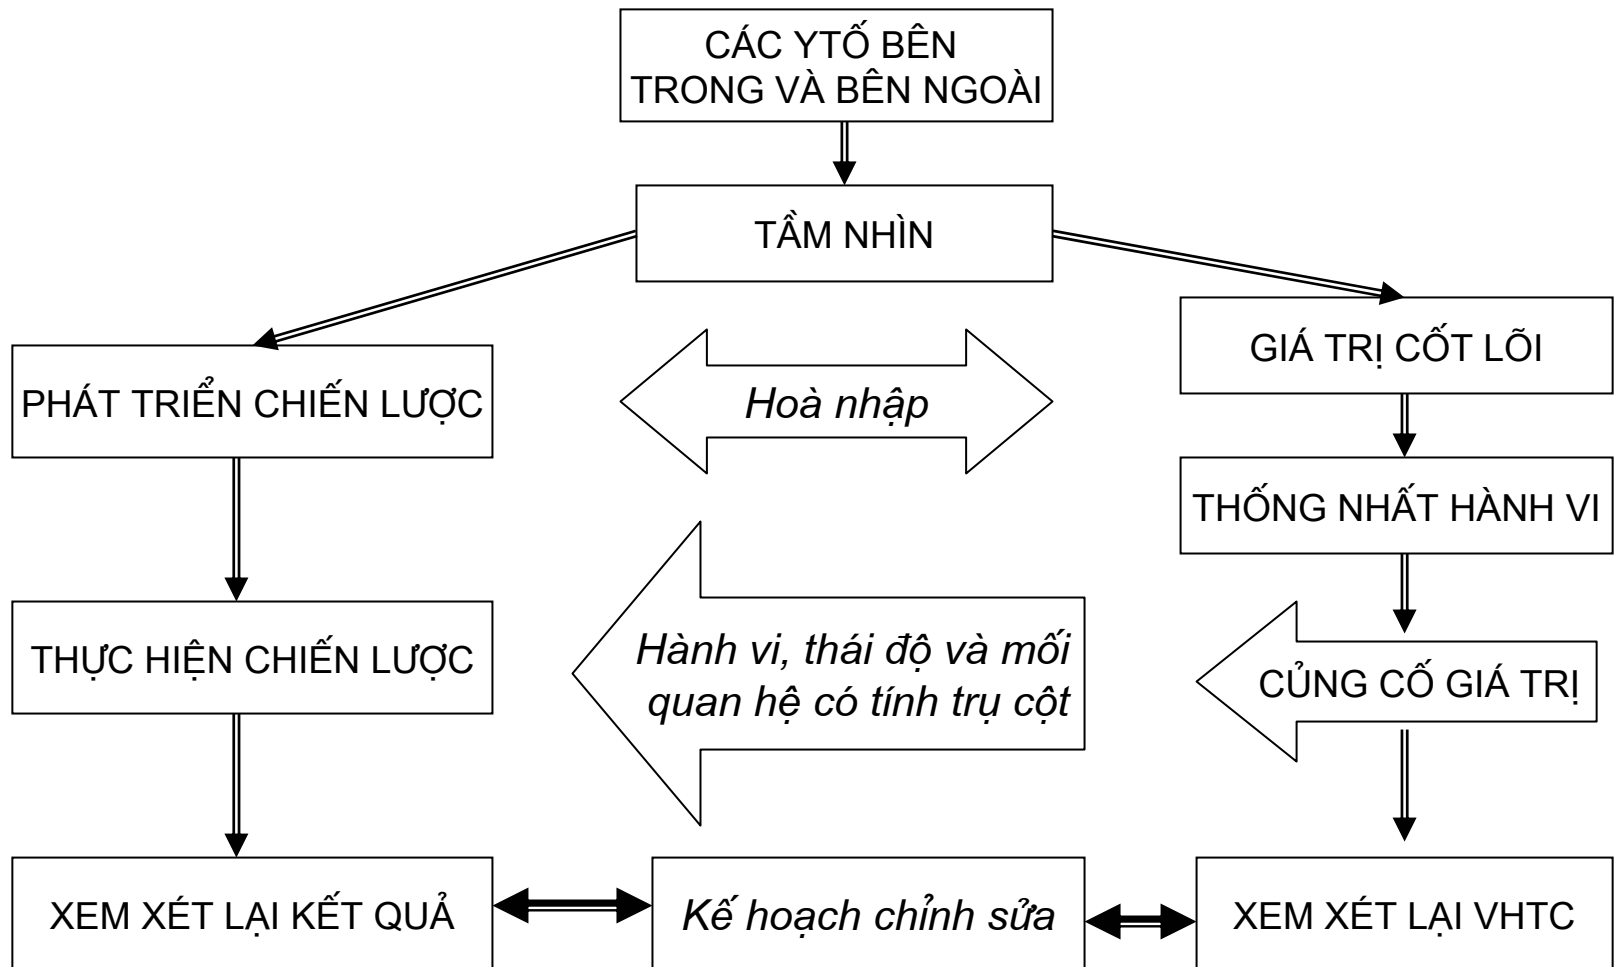 CÁC YTỐ BÊN
TRONG VÀ BÊN NGOÀI
TẦM NHÌN
GIÁ TRỊ CỐT LÕI
PHÁT TRIỂN CHIẾN LƯỢC
Hoà nhập
THỐNG NHẤT HÀNH VI
THỰC HIỆN CHIẾN LƯỢC
Hành vi, thái độ và mối
quan hệ có tính trụ cột
CỦNG CỐ GIÁ TRỊ
XEM XÉT LẠI KẾT QUẢ
Kế hoạch chỉnh sửa
XEM XÉT LẠI VHTC